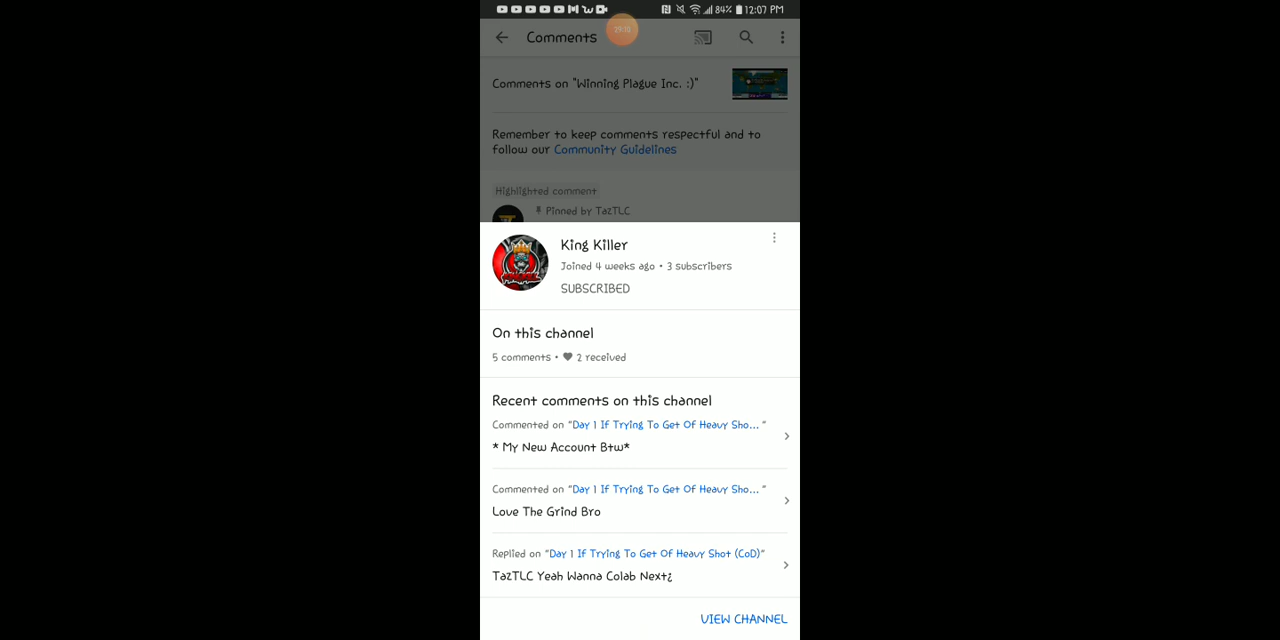 84% 12:07 PM
Comments
29:10
Comments on "Winning Plague Inc. :)"
Remember to keep comments respectful and to
follow our Community Guidelines
Highlighted comment
Pinned by TazTLC
King Killer
Joined 4 weeks ago • 3 subscribers
SUBSCRIBED
On this channel
5 comments • 2 received
Recent comments on this channel
Commented on "Day 1 If Trying To Get Of Heavy Sho... "
* My New Account Btw*
Commented on "Day 1 If Trying To Get Of Heavy Sho... "
Love The Grind Bro
Replied on "Day 1 If Trying To Get Of Heavy Shot (CoD)"
TazTLC Yeah Wanna Colab Next¿
VIEW CHANNEL